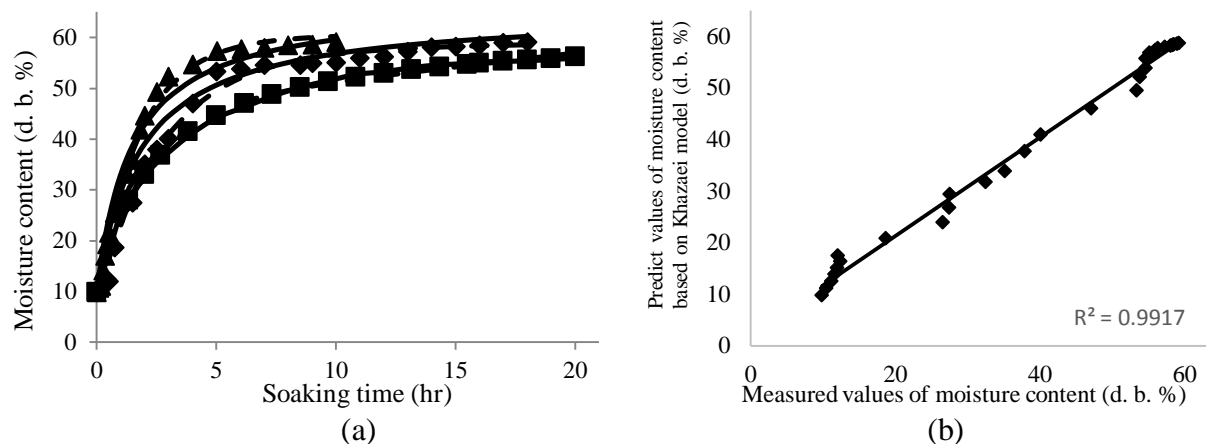 Moisture content (d. b. %)
60
50
40
30
20
10
0
0 5 10 15 20
Soaking time (hr)
(a)
Predict values of moisture content
based on Khazaei model (d. b. %)
60
50
40
30
20
10
0
R² = 0.9917
0 20 40 60
Measured values of moisture content (d. b. %)
(b)